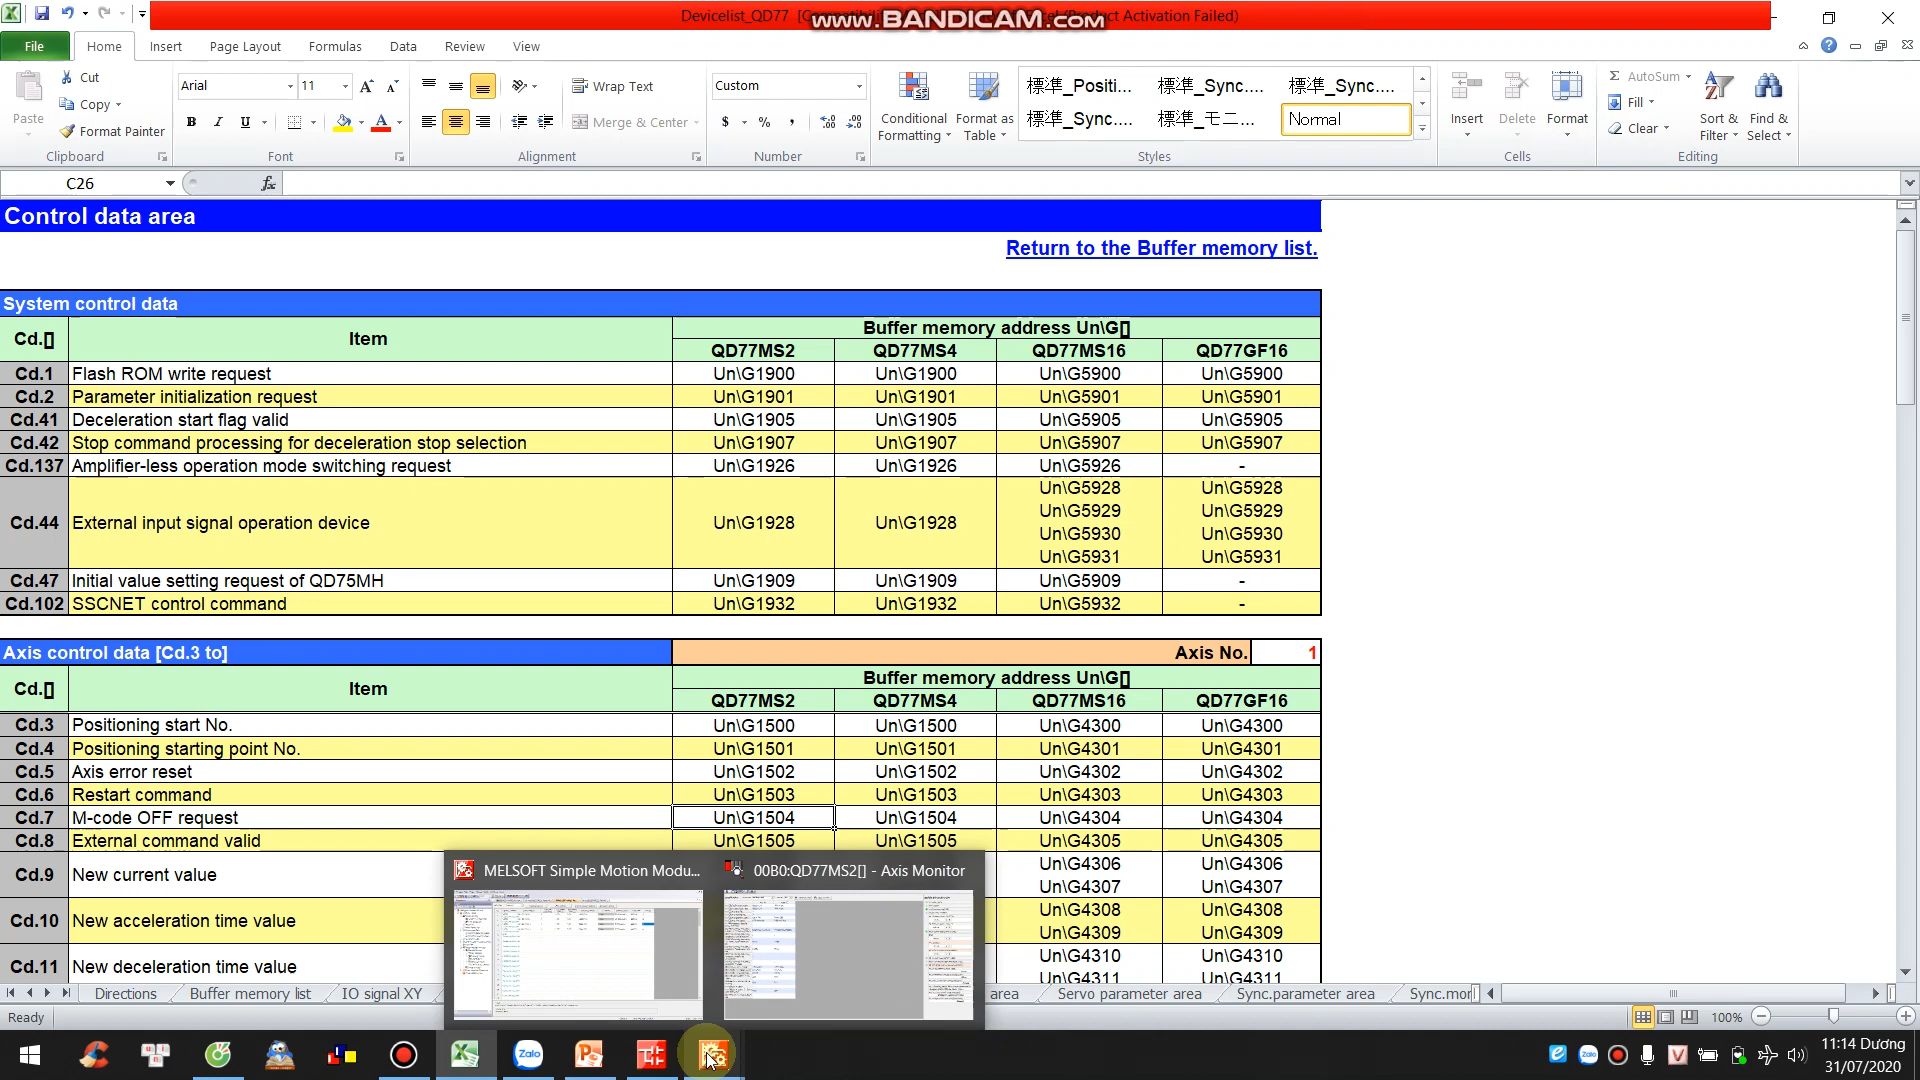 Devicelist_QD77 [Compatibili
www.BANDICAM.com
(Product Activation Failed)
File Home Insert Page Layout Formulas Data Review View
Paste
Cut
Copy
Format Painter
Clipboard
Arial 11
B I U
Font
Wrap Text
Merge & Center
Alignment
Custom
$ % ,
Number
Conditional Formatting
Format as Table
標準_Positi... 標準_Sync.... 標準_Sync....
標準_Sync.... 標準_モニ... Normal
Styles
Insert Delete Format
Cells
Σ AutoSum
Fill
Clear
Sort & Filter
Find & Select
Editing
C26 fx
Control data area
Return to the Buffer memory list.
System control data
Cd.[] Item Buffer memory address Un\G[]
QD77MS2 QD77MS4 QD77MS16 QD77GF16
Cd.1 Flash ROM write request Un\G1900 Un\G1900 Un\G5900 Un\G5900
Cd.2 Parameter initialization request Un\G1901 Un\G1901 Un\G5901 Un\G5901
Cd.41 Deceleration start flag valid Un\G1905 Un\G1905 Un\G5905 Un\G5905
Cd.42 Stop command processing for deceleration stop selection Un\G1907 Un\G1907 Un\G5907 Un\G5907
Cd.137 Amplifier-less operation mode switching request Un\G1926 Un\G1926 Un\G5926 -
Cd.44 External input signal operation device Un\G1928 Un\G1928 Un\G5928 Un\G5928
Un\G5929 Un\G5929
Un\G5930 Un\G5930
Un\G5931 Un\G5931
Cd.47 Initial value setting request of QD75MH Un\G1909 Un\G1909 Un\G5909 -
Cd.102 SSCNET control command Un\G1932 Un\G1932 Un\G5932 -
Axis control data [Cd.3 to] Axis No. 1
Cd.[] Item Buffer memory address Un\G[]
QD77MS2 QD77MS4 QD77MS16 QD77GF16
Cd.3 Positioning start No. Un\G1500 Un\G1500 Un\G4300 Un\G4300
Cd.4 Positioning starting point No. Un\G1501 Un\G1501 Un\G4301 Un\G4301
Cd.5 Axis error reset Un\G1502 Un\G1502 Un\G4302 Un\G4302
Cd.6 Restart command Un\G1503 Un\G1503 Un\G4303 Un\G4303
Cd.7 M-code OFF request Un\G1504 Un\G1504 Un\G4304 Un\G4304
Cd.8 External command valid Un\G1505 Un\G1505 Un\G4305 Un\G4305
Cd.9 New current value Un\G4306 Un\G4306
Un\G4307 Un\G4307
Cd.10 New acceleration time value Un\G4308 Un\G4308
Un\G4309 Un\G4309
Cd.11 New deceleration time value Un\G4310 Un\G4310
Un\G4311 Un\G4311
MELSOFT Simple Motion Modu...
00B0:QD77MS2[] - Axis Monitor
Directions Buffer memory list IO signal XY area Servo parameter area Sync.parameter area Sync.mor
Ready 100%
Zalo
11:14 Dương
31/07/2020